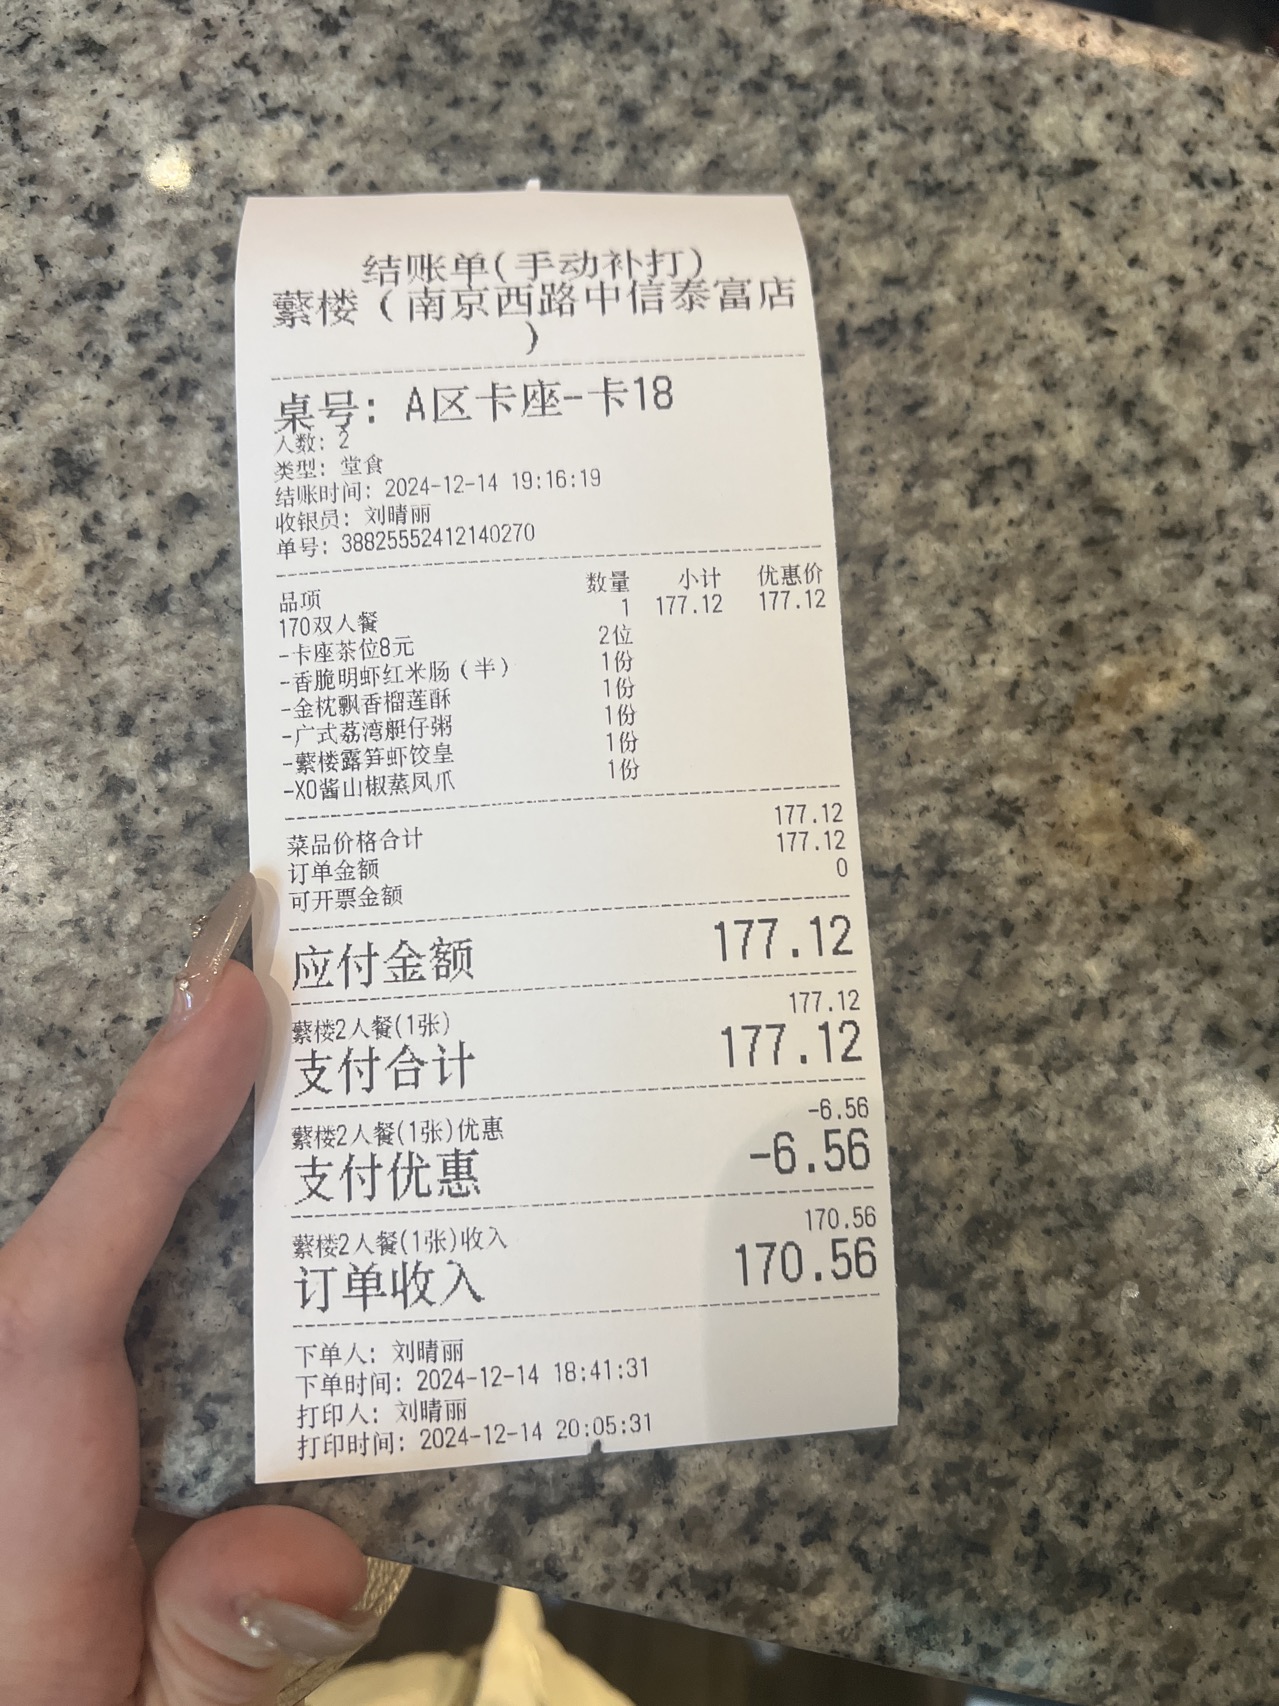 结账单(手动补打)
蘩楼（南京西路中信泰富店
）
桌号: A区卡座-卡18
人数: 2
类型: 堂食
结账时间: 2024-12-14 19:16:19
收银员: 刘晴丽
单号: 38825552412140270
品项 数量 小计 优惠价
170双人餐 1 177.12 177.12
-卡座茶位8元 2位
-香脆明虾红米肠（半） 1份
-金枕飘香榴莲酥 1份
-广式荔湾艇仔粥 1份
-蘩楼露笋虾饺皇 1份
-XO酱山椒蒸凤爪 1份
菜品价格合计 177.12
订单金额 177.12
可开票金额 0
应付金额 177.12
蘩楼2人餐(1张) 177.12
支付合计 177.12
蘩楼2人餐(1张)优惠 -6.56
支付优惠 -6.56
蘩楼2人餐(1张)收入 170.56
订单收入 170.56
下单人: 刘晴丽
下单时间: 2024-12-14 18:41:31
打印人: 刘晴丽
打印时间: 2024-12-14 20:05:31